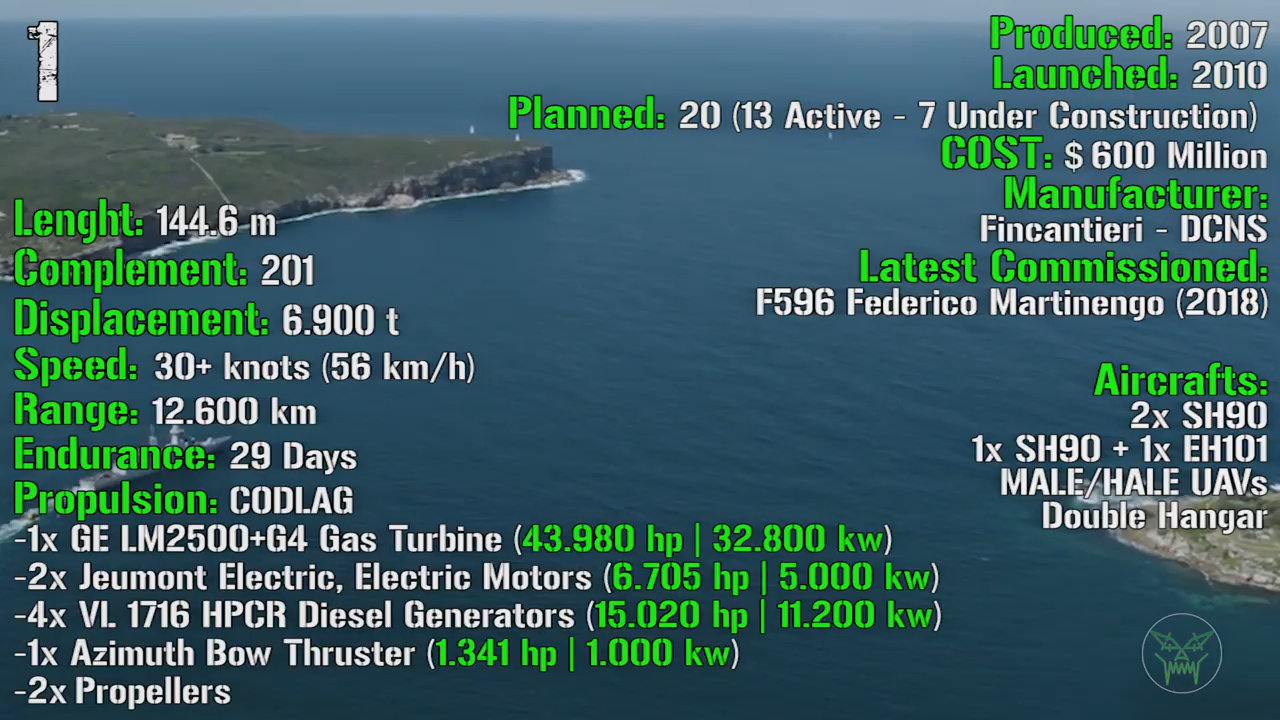 1
Produced: 2007
Launched: 2010
Planned: 20 (13 Active - 7 Under Construction)
COST: $ 600 Million
Manufacturer:
Fincantieri - DCNS
Latest Commissioned:
F596 Federico Martinengo (2018)
Aircrafts:
2x SH90
1x SH90 + 1x EH101
MALE/HALE UAVs
Double Hangar
Lenght: 144.6 m
Complement: 201
Displacement: 6.900 t
Speed: 30+ knots (56 km/h)
Range: 12.600 km
Endurance: 29 Days
Propulsion: CODLAG
-1x GE LM2500+G4 Gas Turbine (43.980 hp | 32.800 kw)
-2x Jeumont Electric, Electric Motors (6.705 hp | 5.000 kw)
-4x VI. 1716 HPCR Diesel Generators (15.020 hp | 11.200 kw)
-1x Azimuth Bow Thruster (1.341 hp | 1.000 kw)
-2x Propellers